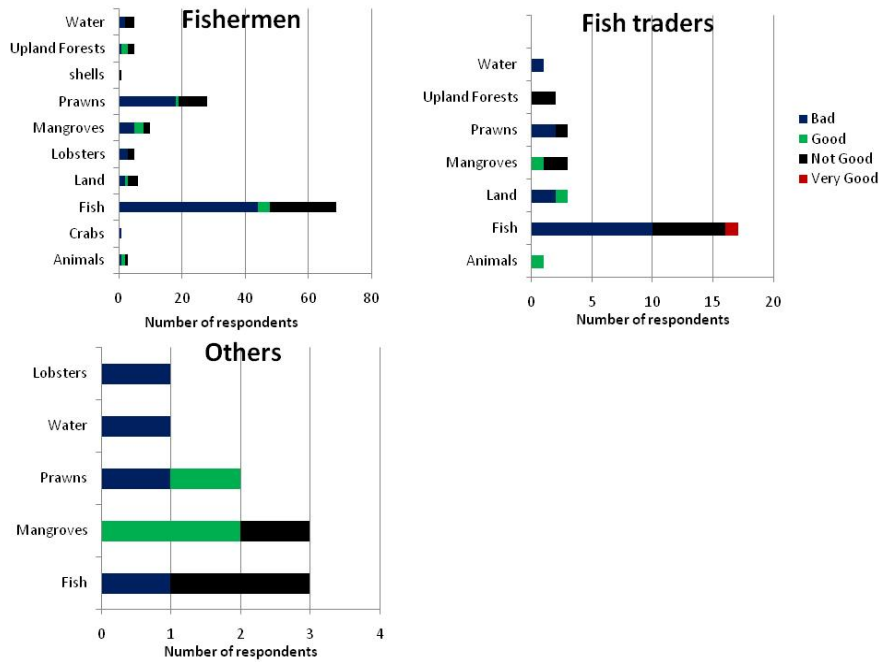 Fishermen
Water
Upland Forests
shells
Prawns
Mangroves
Lobsters
Land
Fish
Crabs
Animals
0 20 40 60 80
Number of respondents
Fish traders
Water
Upland Forests
Prawns
Mangroves
Land
Fish
Animals
0 5 10 15 20
Number of respondents
Bad
Good
Not Good
Very Good
Others
Lobsters
Water
Prawns
Mangroves
Fish
0 1 2 3 4
Number of respondents